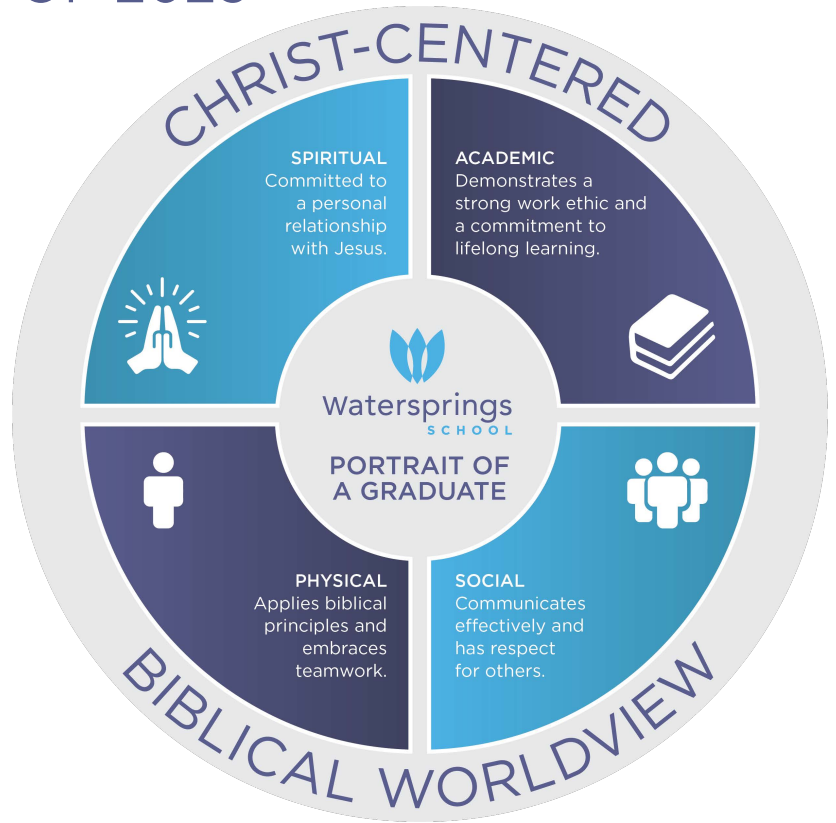 CHRIST-CENTERED
SPIRITUAL
Committed to
a personal
relationship
with Jesus.
ACADEMIC
Demonstrates a
strong work ethic and
a commitment to
lifelong learning.
Watersprings
SCHOOL
PORTRAIT OF
A GRADUATE
PHYSICAL
Applies biblical
principles and
embraces
teamwork.
SOCIAL
Communicates
effectively and
has respect
for others.
BIBLICAL WORLDVIEW